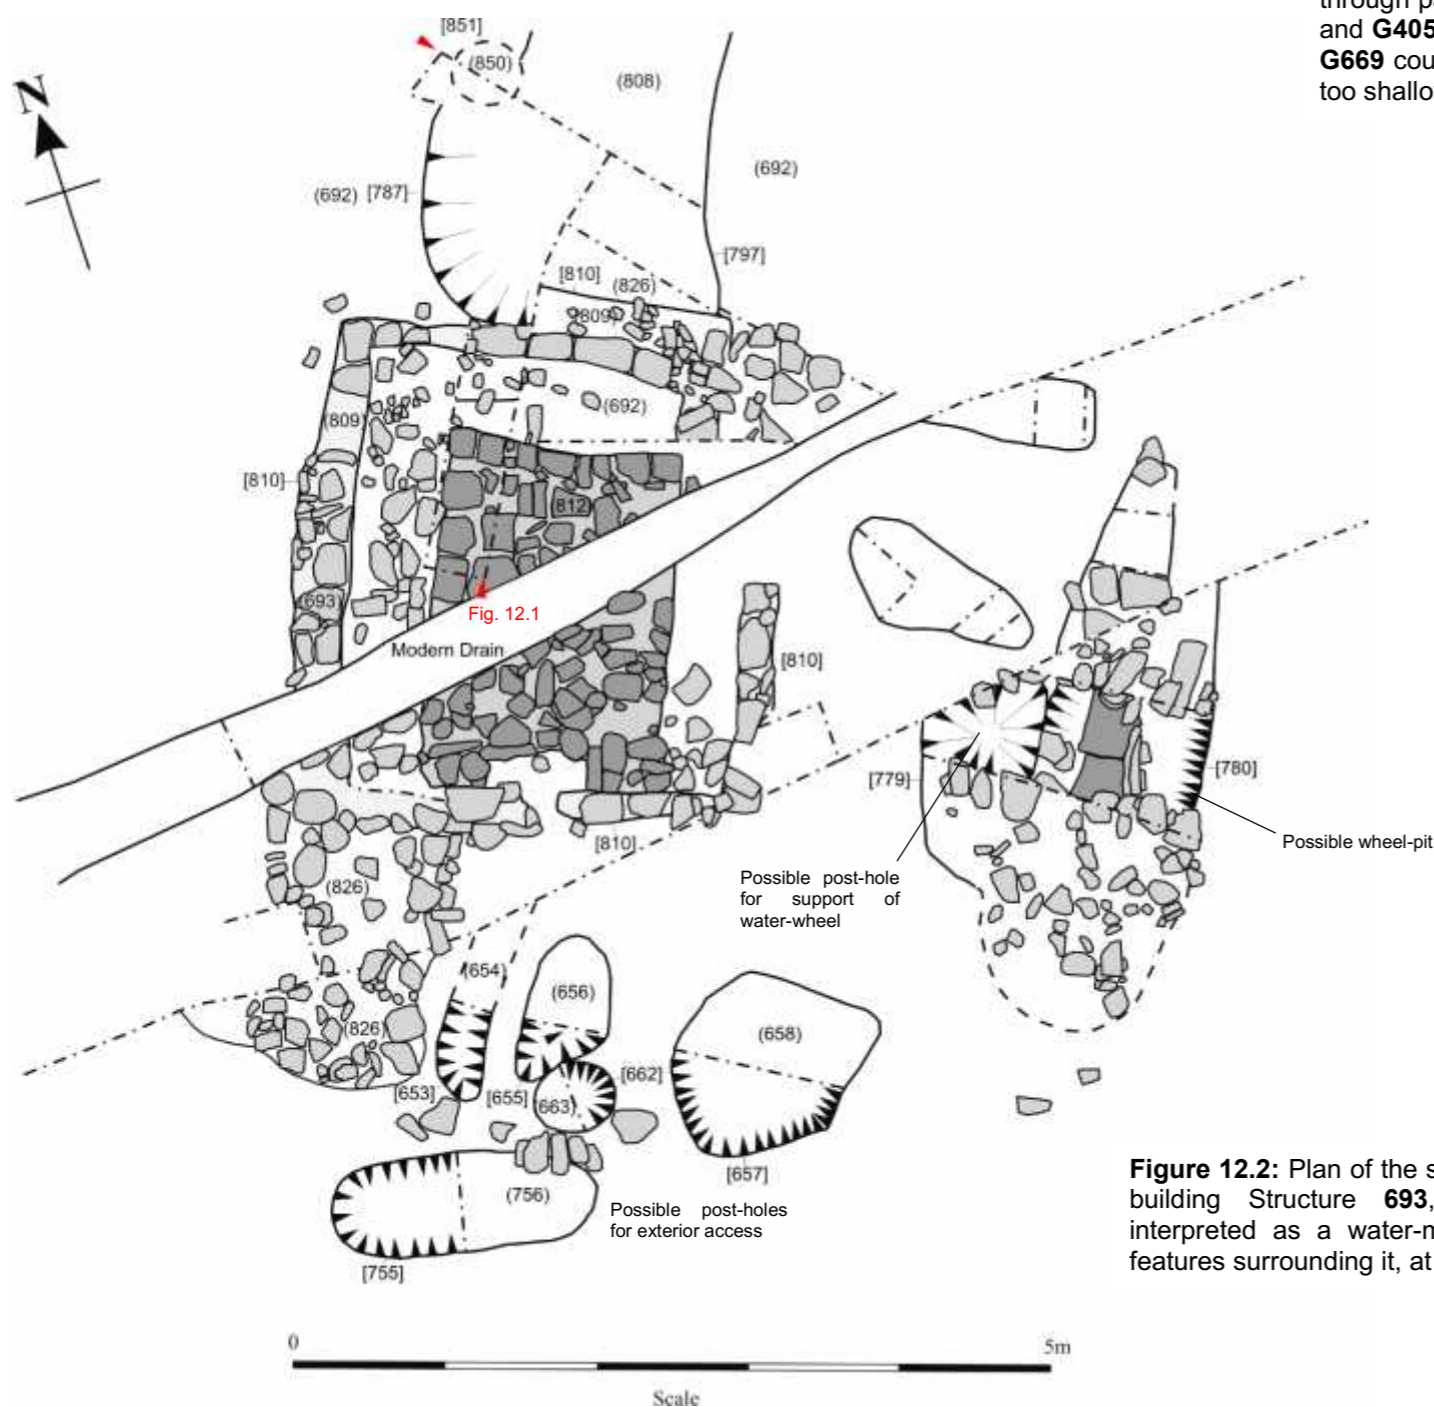 through pa
and G405
G669 cou
too shallo
[851]
(850)
(808)
N
(692)
(692) [787]
[797]
[810]
(826)
(809)
(692)
(809)
[810]
812
(693)
Fig. 12.1
Modern Drain
[810]
[779]
[780]
Possible wheel-pit
[810]
Possible post-hole
for support of
water-wheel
(826)
(654)
(656)
(658)
(826)
[653]
[655]
(663)
[662]
[657]
(756)
Possible post-holes
for exterior access
[755]
Figure 12.2: Plan of the s
building Structure 693,
interpreted as a water-m
features surrounding it, at
0
5m
Scale